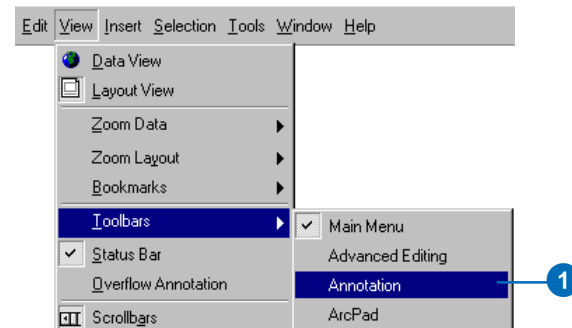 Edit View Insert Selection Tools Window Help
Data View
Layout View
Zoom Data
Zoom Layout
Bookmarks
Toolbars
Main Menu
Status Bar
Advanced Editing
Overflow Annotation
Annotation
1
Scrollbars
ArcPad